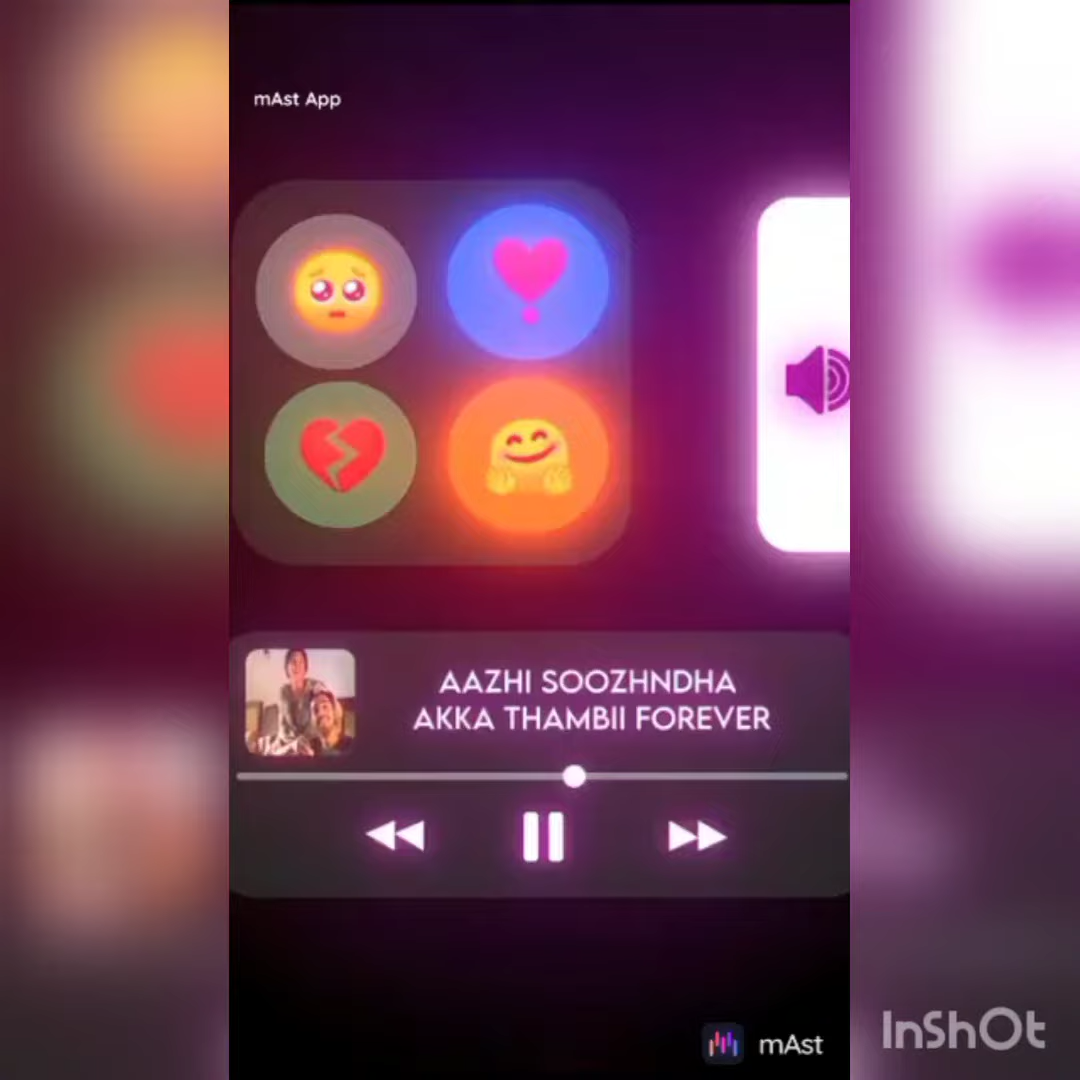 mAst App
AAZHI SOOZHNDHA
AKKA THAMBII FOREVER
mAst
InShOt